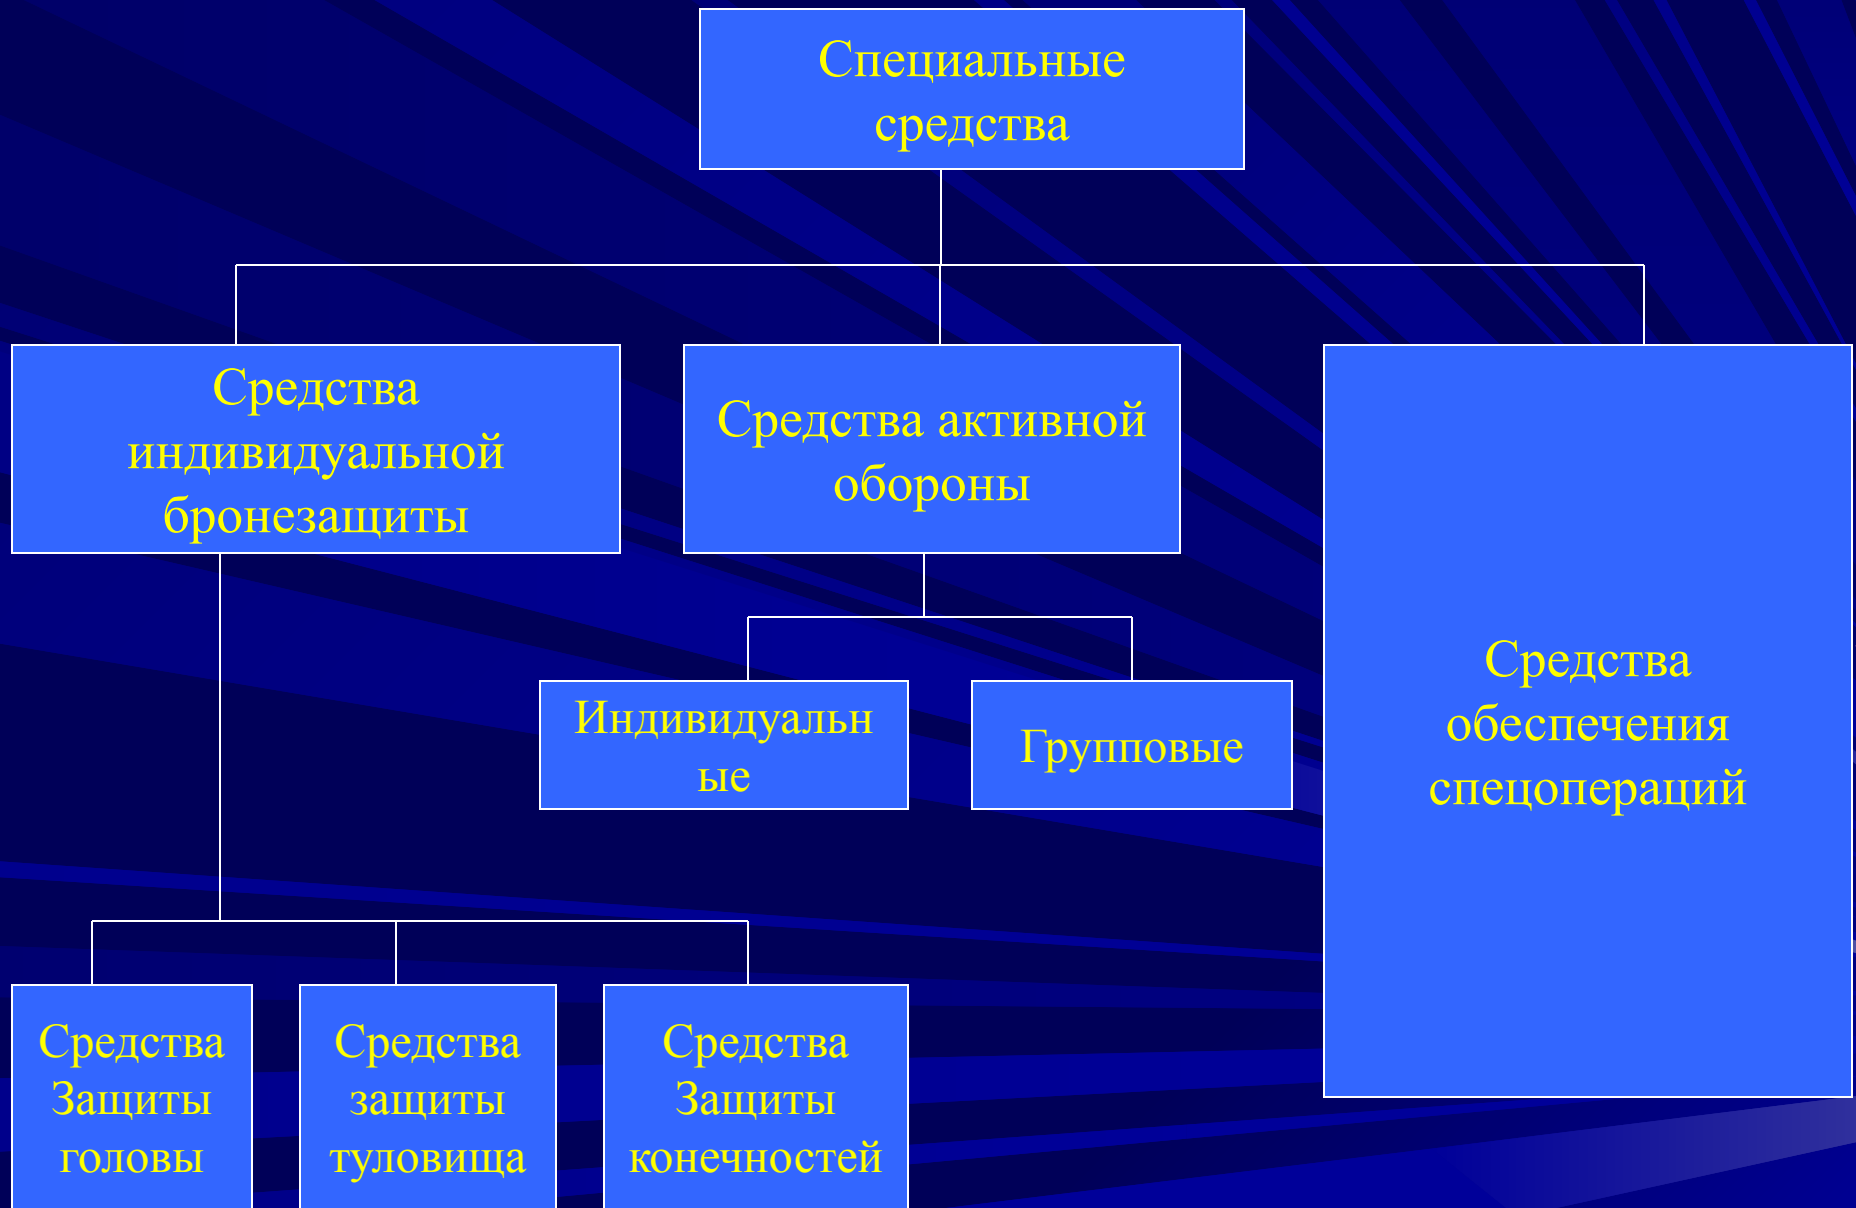 Специальные
средства
Средства
индивидуальной
бронезащиты
Средства активной
обороны
Средства
обеспечения
спецопераций
Индивидуальн
ые
Групповые
Средства
Защиты
головы
Средства
защиты
туловища
Средства
Защиты
конечностей